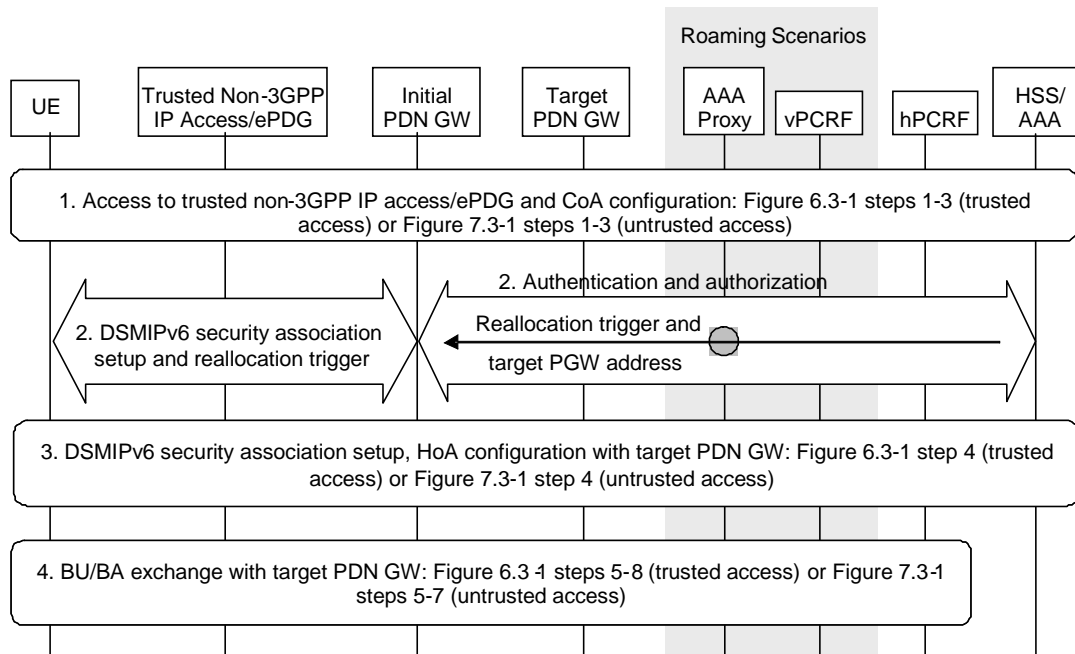 Roaming Scenarios
UE
Trusted Non-3GPP
IP Access/ePDG
Initial
PDN GW
Target
PDN GW
AAA
Proxy
vPCRF
hPCRF
HSS/
AAA
1. Access to trusted non-3GPP IP access/ePDG and CoA configuration: Figure 6.3-1 steps 1-3 (trusted
access) or Figure 7.3-1 steps 1-3 (untrusted access)
2. DSMIPv6 security association
setup and reallocation trigger
2. Authentication and authorization
Reallocation trigger and
target PGW address
3. DSMIPv6 security association setup, HoA configuration with target PDN GW: Figure 6.3-1 step 4 (trusted
access) or Figure 7.3-1 step 4 (untrusted access)
4. BU/BA exchange with target PDN GW: Figure 6.3-1 steps 5-8 (trusted access) or Figure 7.3-1
steps 5-7 (untrusted access)